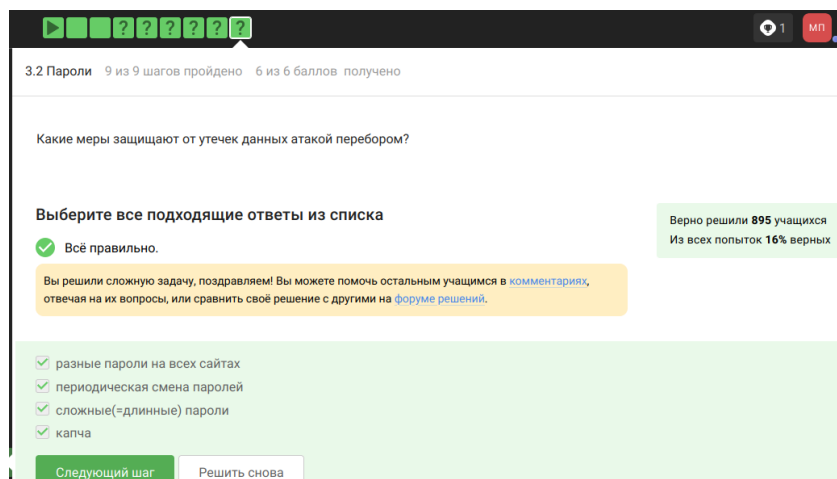 ? ? ? ? ? ?
1
МП
3.2 Пароли 9 из 9 шагов пройдено 6 из 6 баллов получено
Какие меры защищают от утечек данных атакой перебором?
Выберите все подходящие ответы из списка
Верно решили 895 учащихся
Из всех попыток 16% верных
Всё правильно.
Вы решили сложную задачу, поздравляем! Вы можете помочь остальным учащимся в комментариях,
отвечая на их вопросы, или сравнить своё решение с другими на форуме решений.
разные пароли на всех сайтах
периодическая смена паролей
сложные(=длинные) пароли
капча
Следующий шаг Решить снова